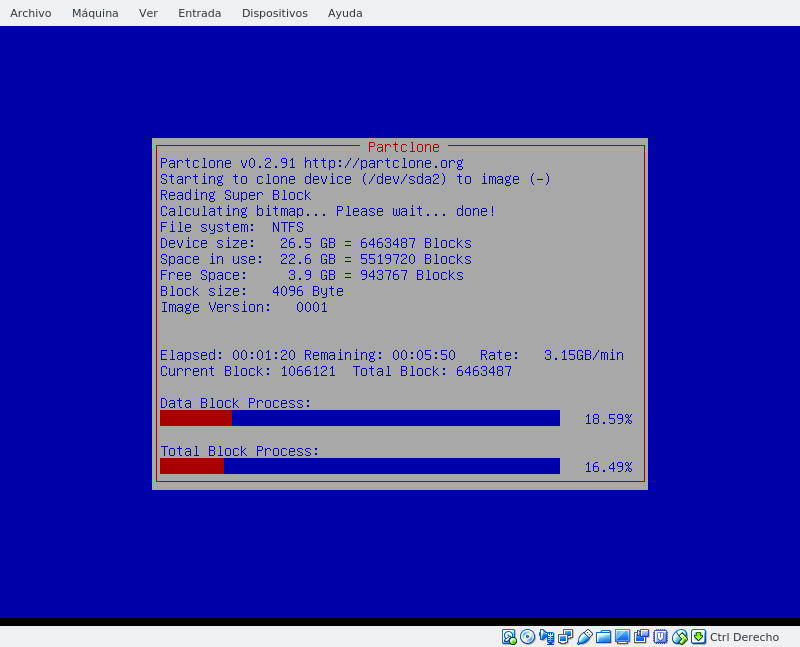 Archivo Máquina Ver Entrada Dispositivos Ayuda
Partclone
Partclone v0.2.91 http://partclone.org
Starting to clone device (/dev/sda2) to image (-)
Reading Super Block
Calculating bitmap... Please wait... done!
File system:  NTFS
Device size:   26.5 GB = 6463487 Blocks
Space in use:  22.6 GB = 5519720 Blocks
Free Space:     3.9 GB = 943767 Blocks
Block size:   4096 Byte
Image Version:   0001
Elapsed: 00:01:20 Remaining: 00:05:50   Rate:   3.15GB/min
Current Block: 1066121  Total Block: 6463487
Data Block Process:
18.59%
Total Block Process:
16.49%
Ctrl Derecho